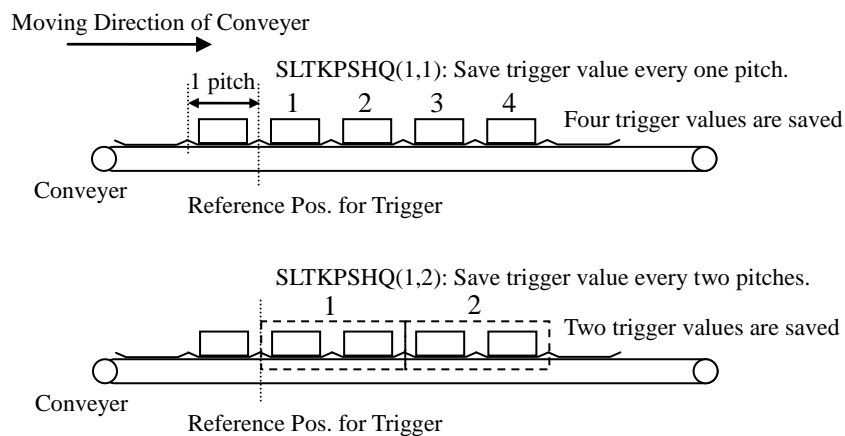 Moving Direction of Conveyer
SLTKPSHQ(1,1): Save trigger value every one pitch.
1 pitch
1 2 3 4
Four trigger values are saved
Conveyer
Reference Pos. for Trigger
SLTKPSHQ(1,2): Save trigger value every two pitches.
1 2
Two trigger values are saved
Conveyer
Reference Pos. for Trigger